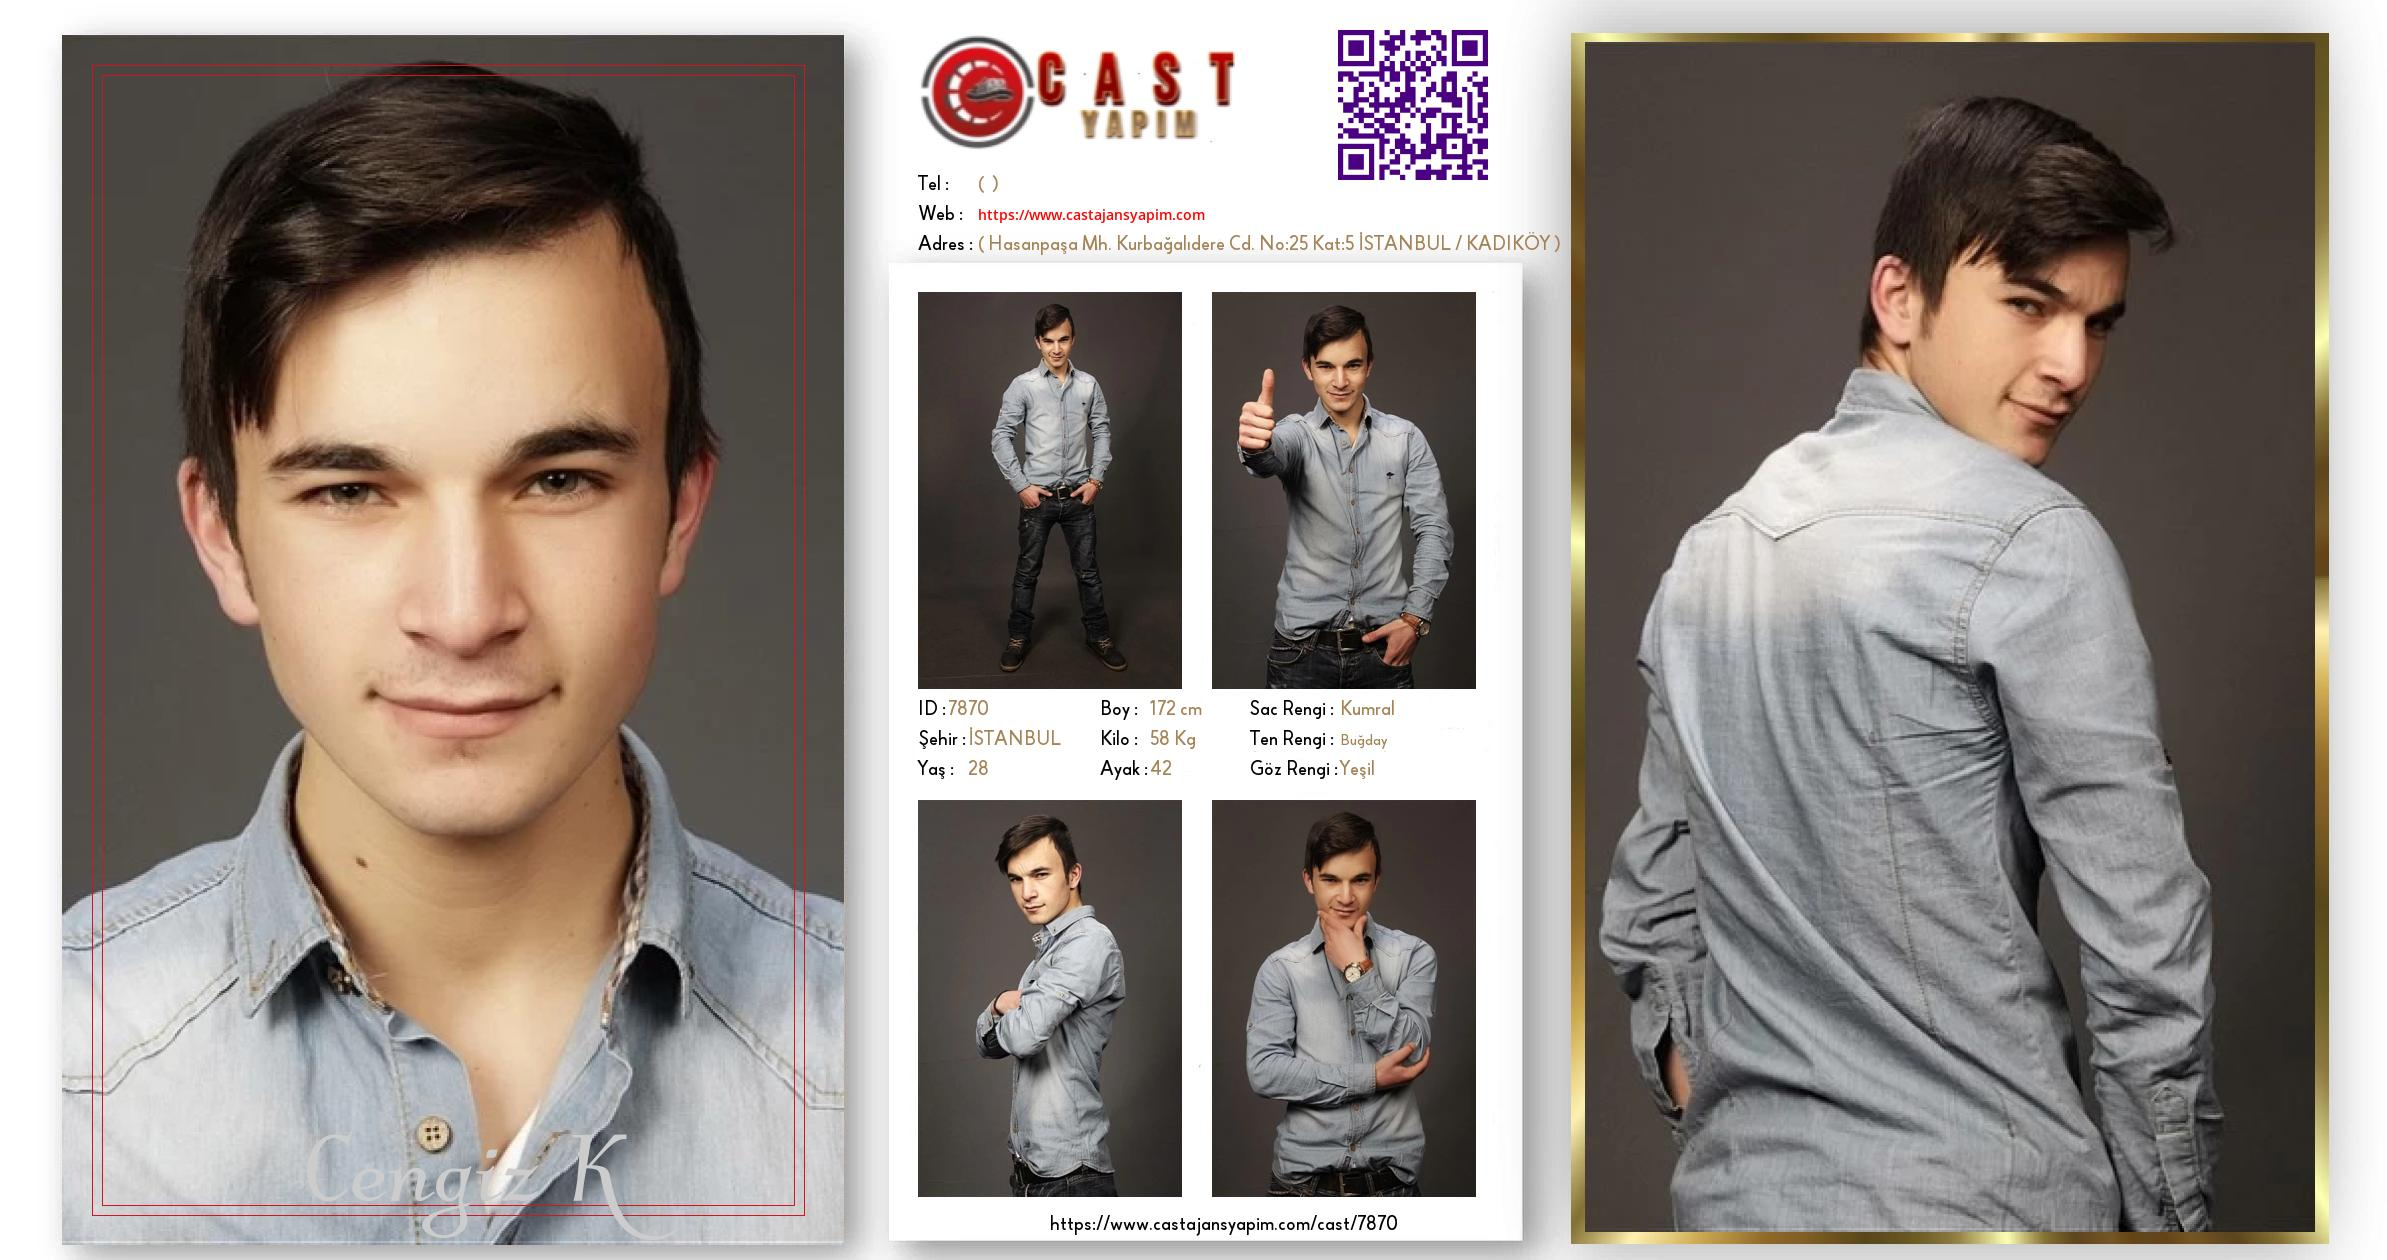 CAST
YAPIM
Tel : ( )
Web : https://www.castajansyapim.com
Adres : ( Hasanpaşa Mh. Kurbağalıdere Cd. No:25 Kat:5 İSTANBUL / KADIKÖY )
ID : 7870 Boy : 172 cm Sac Rengi : Kumral
Şehir : İSTANBUL Kilo : 58 Kg Ten Rengi : Buğday
Yaş : 28 Ayak : 42 Göz Rengi : Yeşil
Cengiz K
https://www.castajansyapim.com/cast/7870